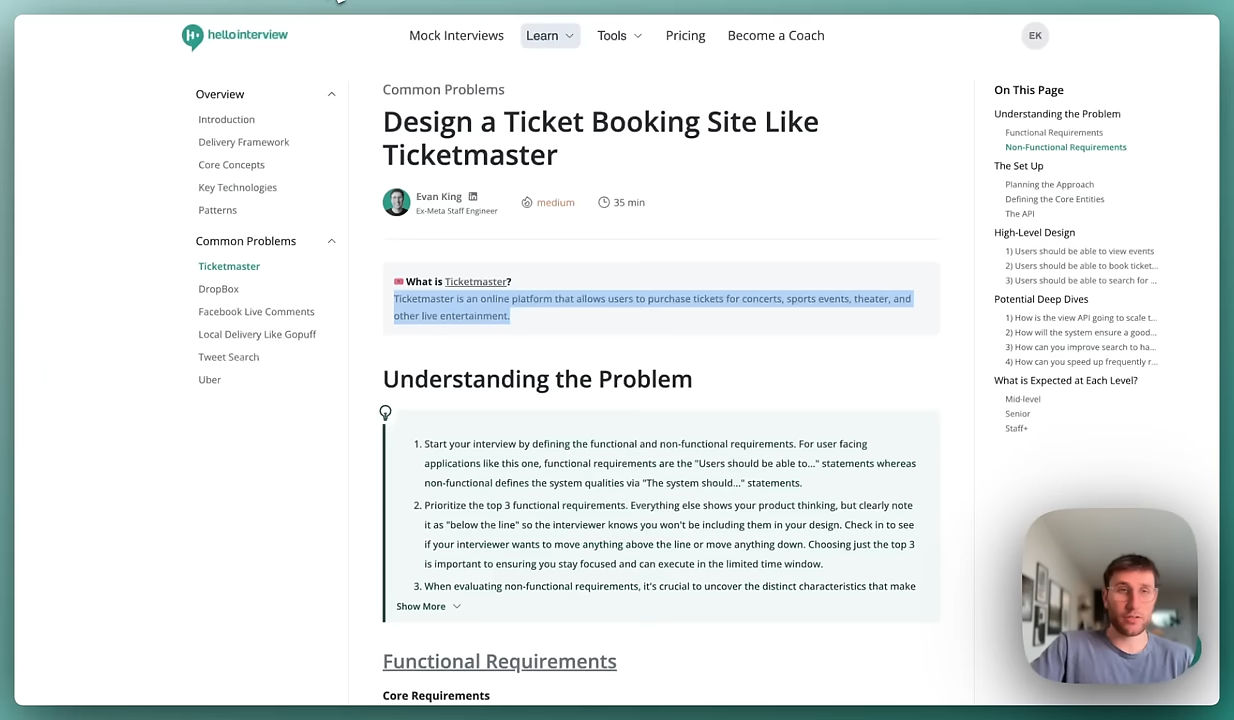 hellointerview
Mock Interviews
Learn
Tools
Pricing
Become a Coach
EK
Overview
Introduction
Delivery Framework
Core Concepts
Key Technologies
Patterns
Common Problems
Ticketmaster
DropBox
Facebook Live Comments
Local Delivery Like Gopuff
Tweet Search
Uber
Common Problems
Design a Ticket Booking Site Like
Ticketmaster
Evan King
Ex-Meta Staff Engineer
medium
35 min
What is Ticketmaster?
Ticketmaster is an online platform that allows users to purchase tickets for concerts, sports events, theater, and
other live entertainment.
Understanding the Problem
1. Start your interview by defining the functional and non-functional requirements. For user facing
applications like this one, functional requirements are the "Users should be able to..." statements whereas
non-functional defines the system qualities via "The system should..." statements.
2. Prioritize the top 3 functional requirements. Everything else shows your product thinking, but clearly note
it as "below the line" so the interviewer knows you won't be including them in your design. Check in to see
if your interviewer wants to move anything above the line or move anything down. Choosing just the top 3
is important to ensuring you stay focused and can execute in the limited time window.
3. When evaluating non-functional requirements, it's crucial to uncover the distinct characteristics that make
Show More
Functional Requirements
Core Requirements
On This Page
Understanding the Problem
Functional Requirements
Non-Functional Requirements
The Set Up
Planning the Approach
Defining the Core Entities
The API
High-Level Design
1) Users should be able to view events
2) Users should be able to book ticket...
3) Users should be able to search for ...
Potential Deep Dives
1) How is the view API going to scale t...
2) How will the system ensure a good...
3) How can you improve search to ha...
4) How can you speed up frequently r...
What is Expected at Each Level?
Mid-level
Senior
Staff+